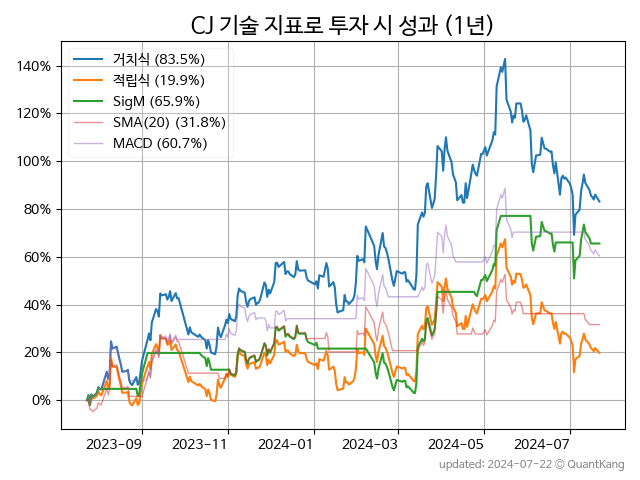 CJ 기술 지표로 투자 시 성과 (1년)
거치식 (83.5%)
적립식 (19.9%)
SigM (65.9%)
SMA(20) (31.8%)
MACD (60.7%)
140%
120%
100%
80%
60%
40%
20%
0%
2023-09 2023-11 2024-01 2024-03 2024-05 2024-07
updated: 2024-07-22 © QuantKang